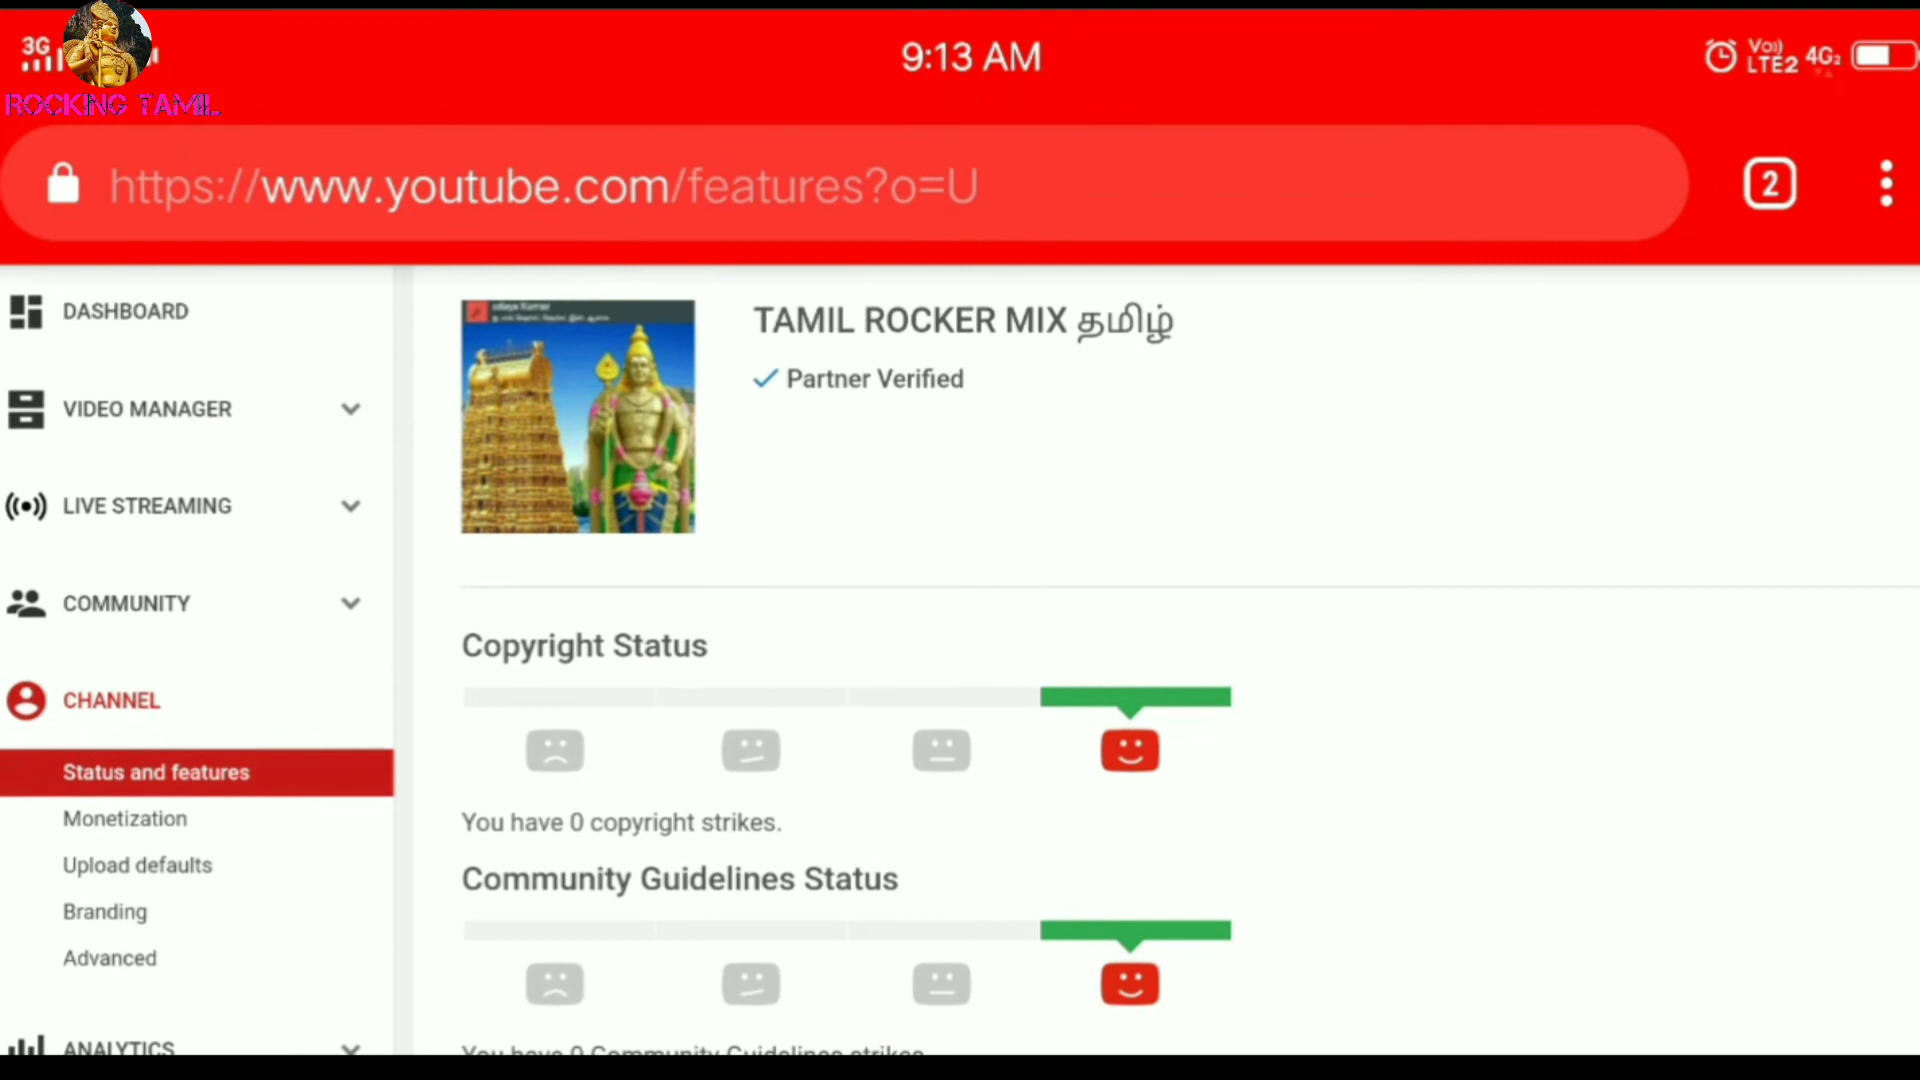 3G
9:13 AM
Vo))
LTE2
4G2
ROCKING TAMIL
https://www.youtube.com/features?o=U
2
DASHBOARD
TAMIL ROCKER MIX தமிழ்
Partner Verified
VIDEO MANAGER
LIVE STREAMING
COMMUNITY
Copyright Status
CHANNEL
Status and features
Monetization
You have 0 copyright strikes.
Upload defaults
Community Guidelines Status
Branding
Advanced
ANALYTICS
You have 0 Community Guidelines strikes